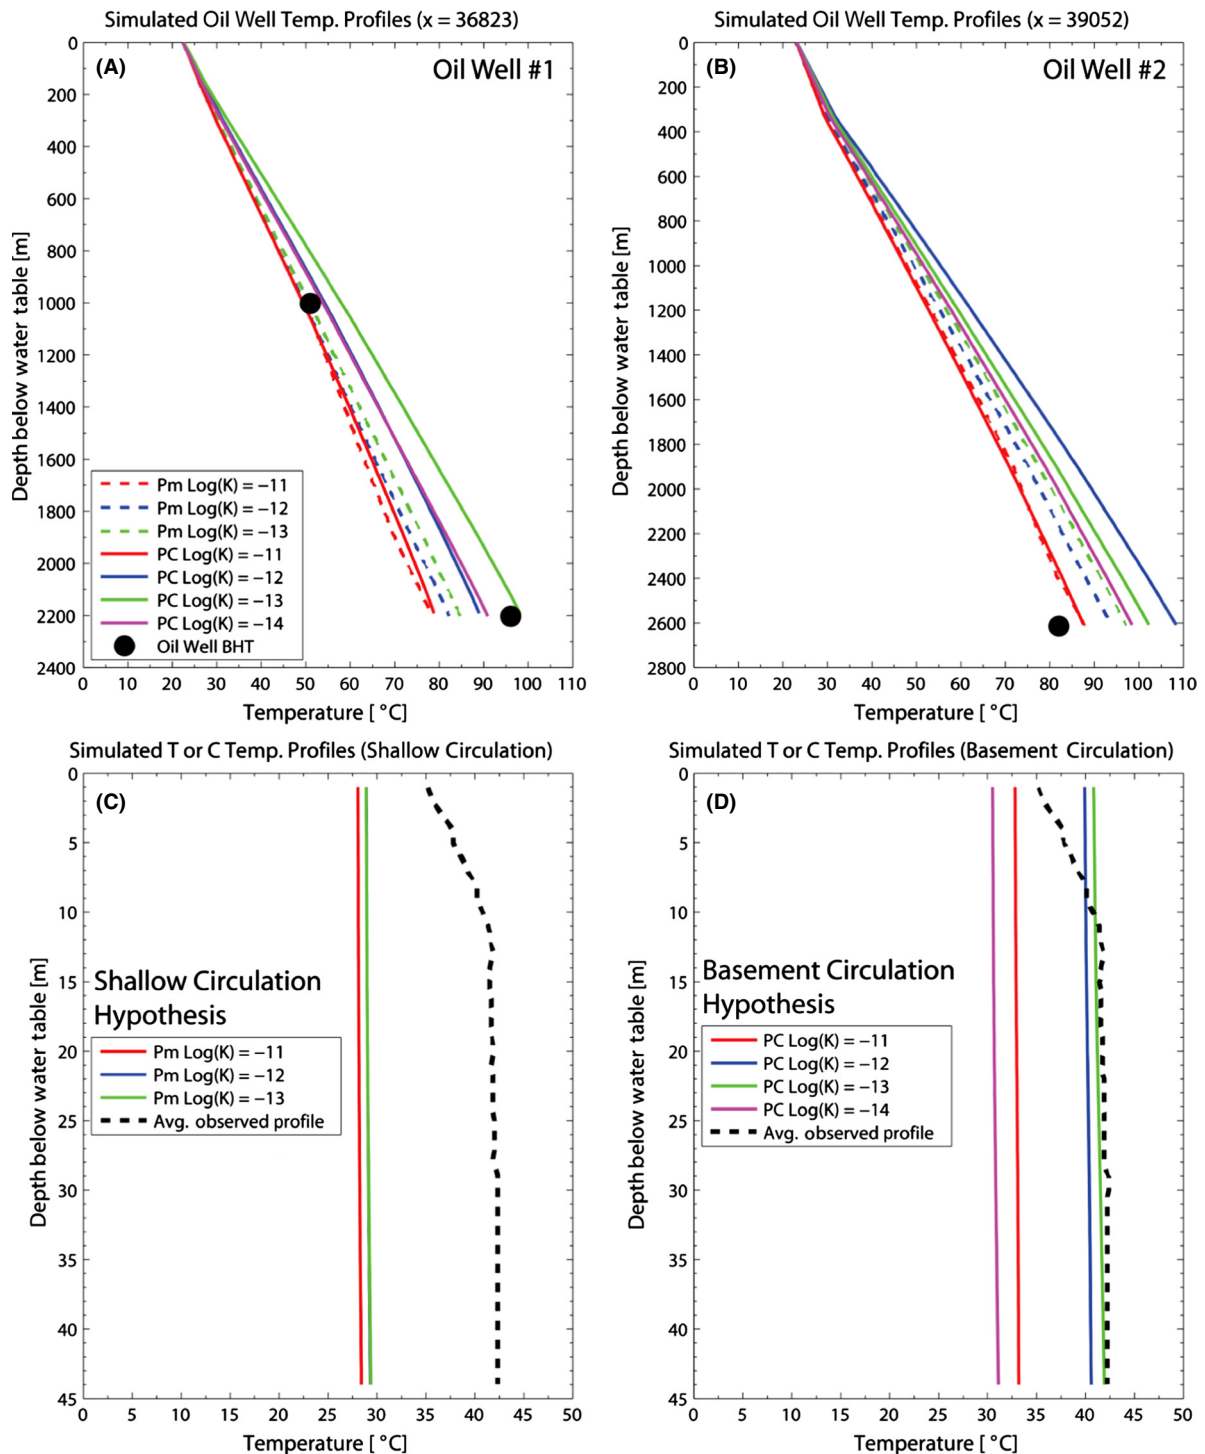 Simulated Oil Well Temp. Profiles (x = 36823)
(A)
Oil Well #1
0
200
400
600
800
1000
1200
1400
1600
1800
2000
2200
2400
Depth below water table [m]
Pm Log(K) = −11
Pm Log(K) = −12
Pm Log(K) = −13
PC Log(K) = −11
PC Log(K) = −12
PC Log(K) = −13
PC Log(K) = −14
Oil Well BHT
0 10 20 30 40 50 60 70 80 90 100 110
Temperature [ °C]
Simulated Oil Well Temp. Profiles (x = 39052)
(B)
Oil Well #2
0
200
400
600
800
1000
1200
1400
1600
1800
2000
2200
2400
2600
2800
Depth below water table [m]
0 10 20 30 40 50 60 70 80 90 100 110
Temperature [ °C]
Simulated T or C Temp. Profiles (Shallow Circulation)
(C)
0
5
10
15
20
25
30
35
40
45
Depth below water table [m]
Shallow Circulation
Hypothesis
Pm Log(K) = −11
Pm Log(K) = −12
Pm Log(K) = −13
Avg. observed profile
0 5 10 15 20 25 30 35 40 45 50
Temperature [ °C]
Simulated T or C Temp. Profiles (Basement Circulation)
(D)
0
5
10
15
20
25
30
35
40
45
Depth below water table [m]
Basement Circulation
Hypothesis
PC Log(K) = −11
PC Log(K) = −12
PC Log(K) = −13
PC Log(K) = −14
Avg. observed profile
0 5 10 15 20 25 30 35 40 45 50
Temperature [ °C]